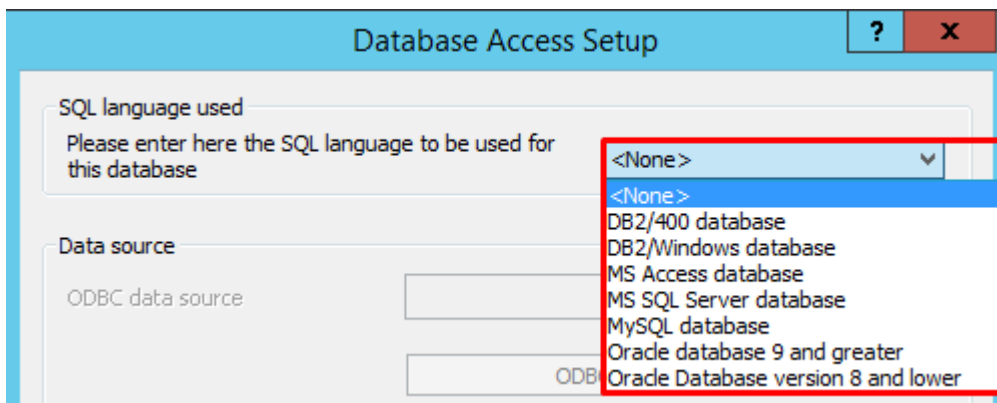 Database Access Setup
?
x
SQL language used
Please enter here the SQL language to be used for
this database
<None>
<None>
DB2/400 database
DB2/Windows database
MS Access database
MS SQL Server database
MySQL database
Oracle database 9 and greater
Oracle Database version 8 and lower
Data source
ODBC data source
ODB